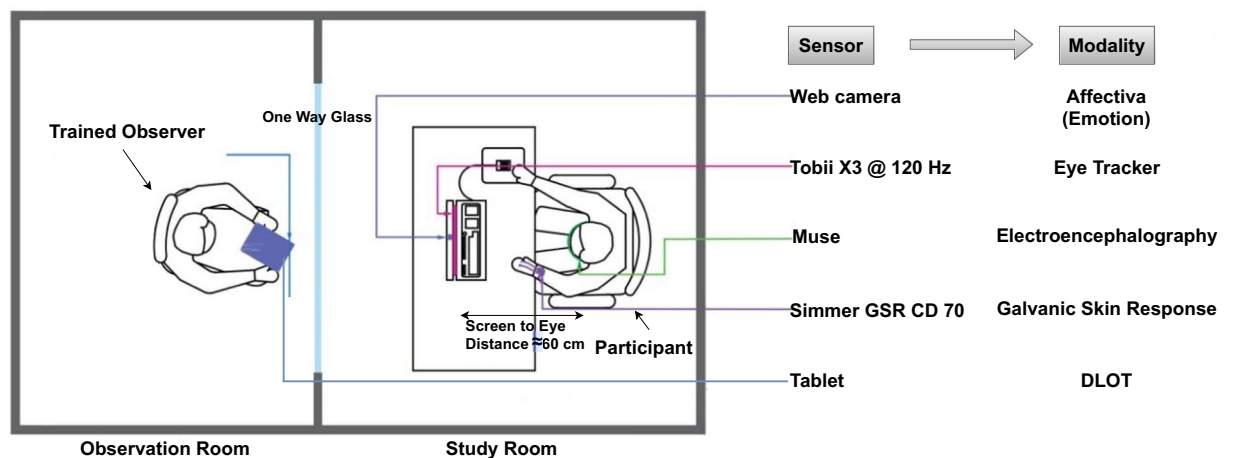 Sensor
Modality
Web camera
Affectiva
(Emotion)
One Way Glass
Trained Observer
Tobii X3 @ 120 Hz
Eye Tracker
Muse
Electroencephalography
Simmer GSR CD 70
Galvanic Skin Response
Screen to Eye
Distance ≈60 cm
Participant
Tablet
DLOT
Observation Room
Study Room